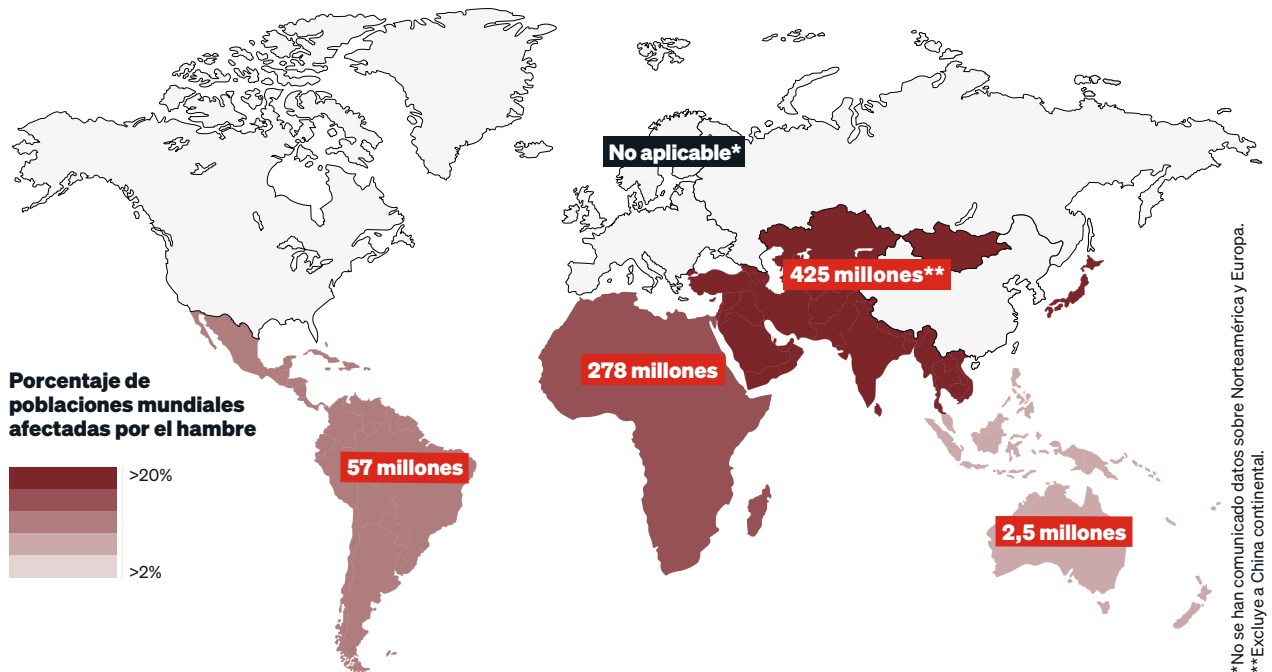 No aplicable*
425 millones**
278 millones
57 millones
2,5 millones
Porcentaje de
poblaciones mundiales
afectadas por el hambre
>20%
>2%
*No se han comunicado datos sobre Norteamérica y Europa.
**Excluye a China continental.